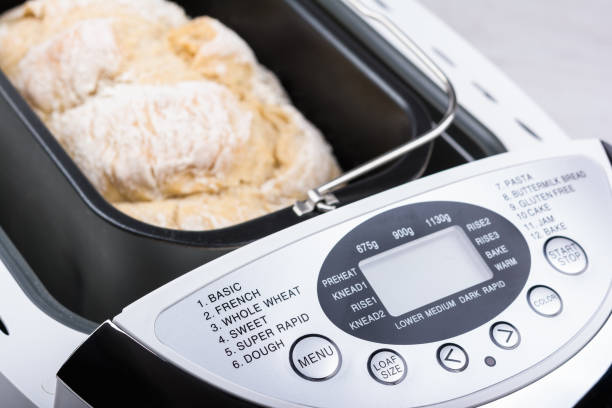 1. BASIC
2. FRENCH
3. WHOLE WHEAT
4. SWEET
5. SUPER RAPID
6. DOUGH
MENU
675g 900g 1130g
PREHEAT
KNEAD1
RISE1
KNEAD2
RISE2
RISE3
BAKE
WARM
LOWER MEDIUM DARK RAPID
LOAF
SIZE
<
>
7. PASTA
8. BUTTERMILK BREAD
9. GLUTEN FREE
10. CAKE
11. JAM
12. BAKE
START
STOP
COLOR